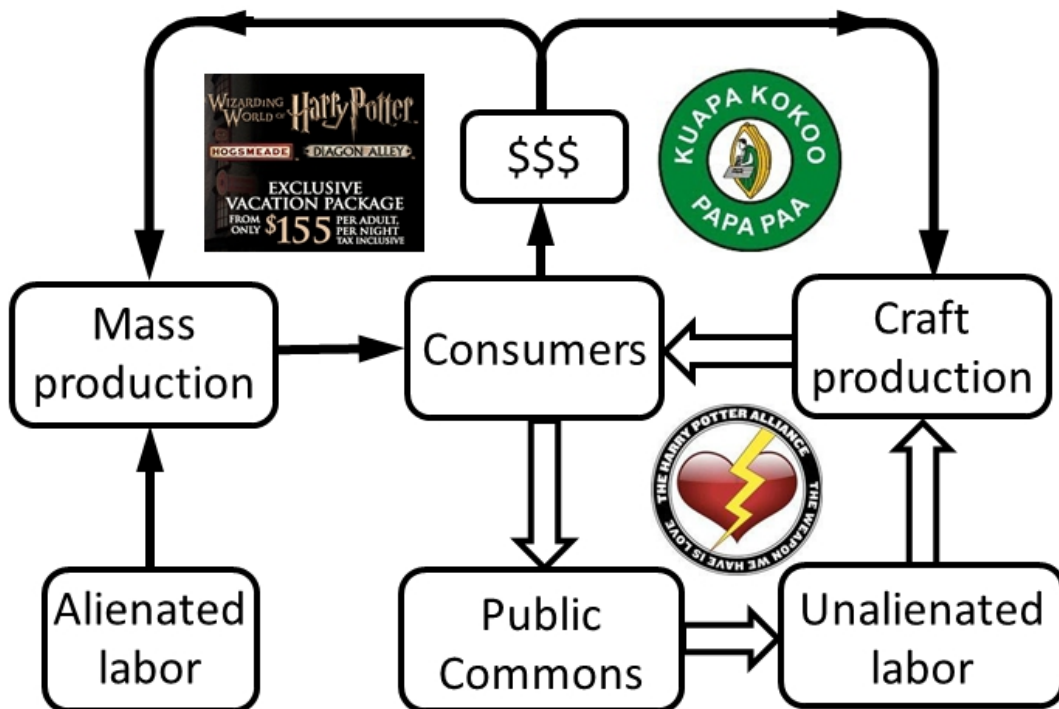 WIZARDING
WORLD OF
Harry Potter
HOGSMEADE
DIAGON ALLEY
EXCLUSIVE
VACATION PACKAGE
FROM
ONLY
$155
PER ADULT,
PER NIGHT
TAX INCLUSIVE
$$$
KUAPA KOKOO
PAPA PAA
Mass
production
Consumers
Craft
production
THE HARRY POTTER ALLIANCE
THE WEAPON WE HAVE IS LOVE
Alienated
labor
Public
Commons
Unalienated
labor